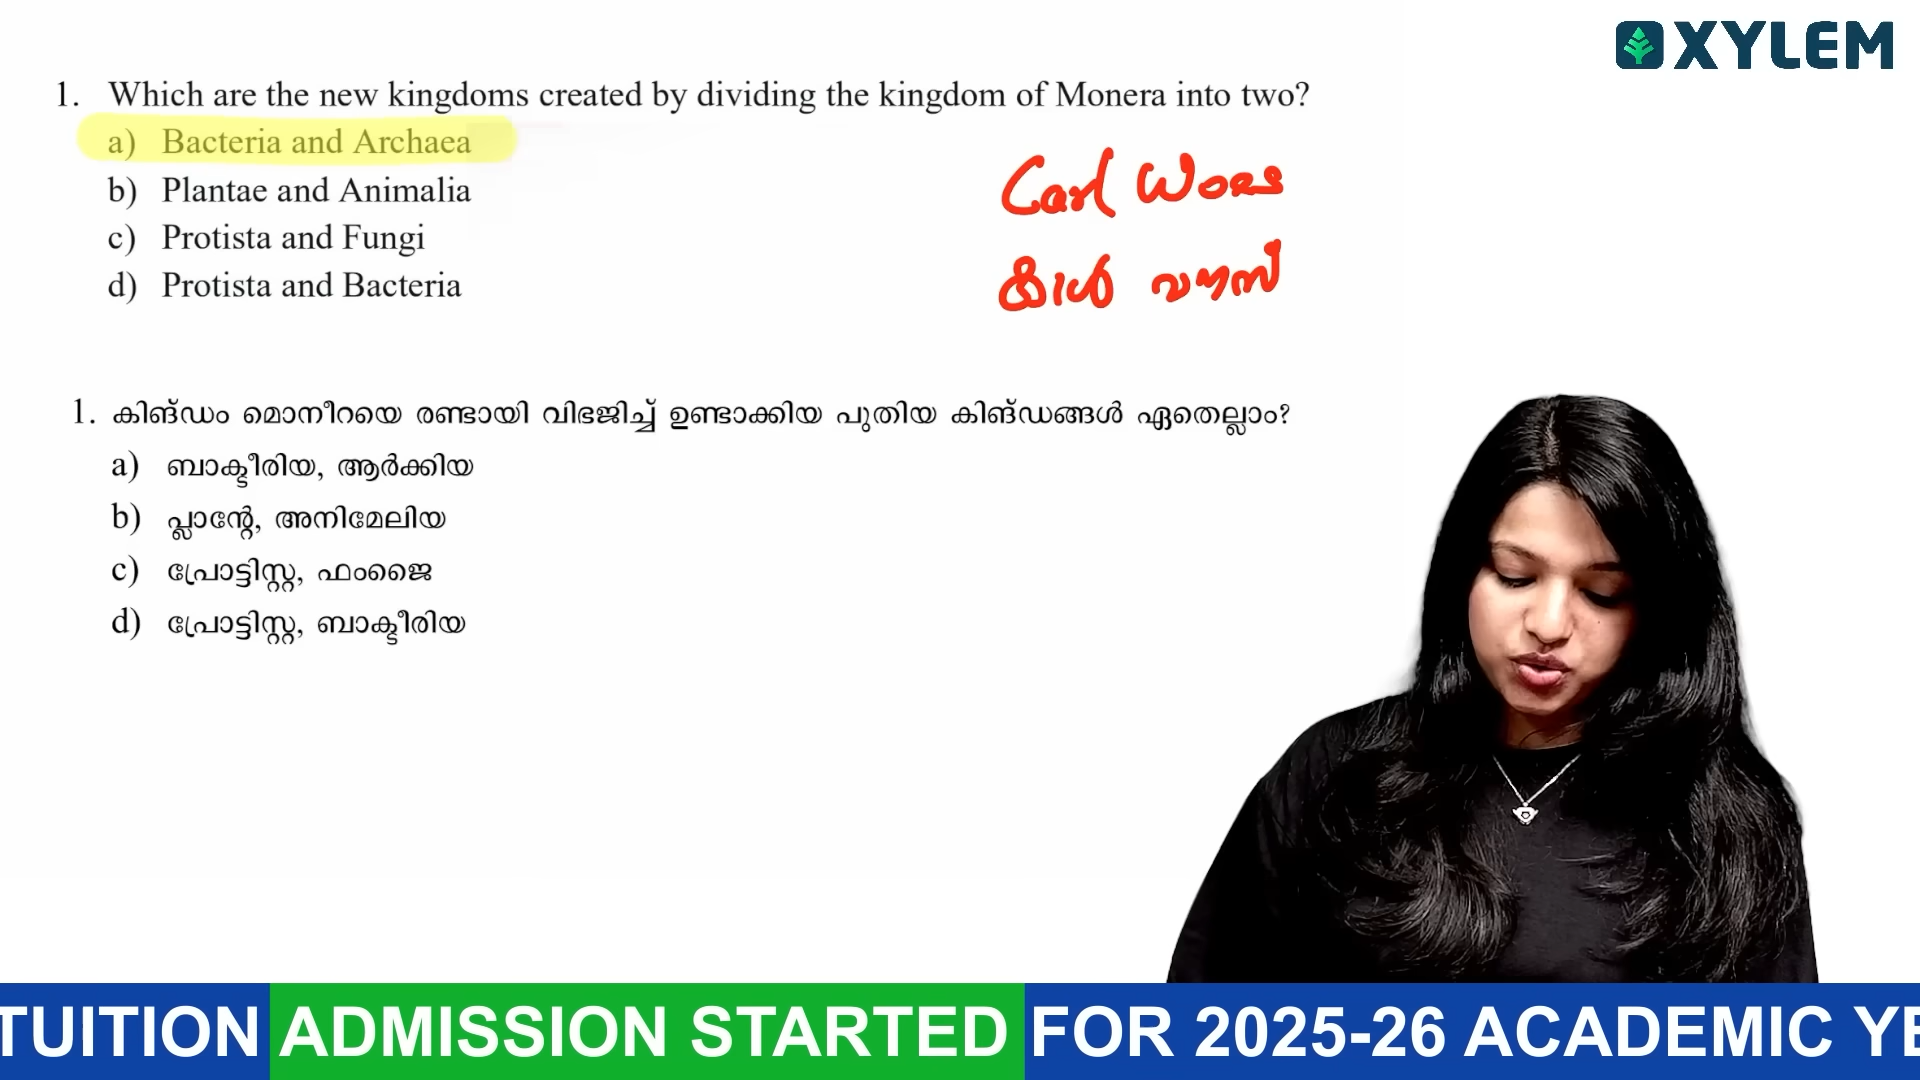 XYLEM
1. Which are the new kingdoms created by dividing the kingdom of Monera into two?
a) Bacteria and Archaea
b) Plantae and Animalia
c) Protista and Fungi
d) Protista and Bacteria
Carl Woes
കാൾ വൗസ്
1. കിങ്ഡം മൊനീറയെ രണ്ടായി വിഭജിച്ച് ഉണ്ടാക്കിയ പുതിയ കിങ്ഡങ്ങൾ ഏതെല്ലാം?
a) ബാക്ടീരിയ, ആർക്കിയ
b) പ്ലാന്റേ, അനിമേലിയ
c) പ്രോട്ടിസ്റ്റ, ഫംജൈ
d) പ്രോട്ടിസ്റ്റ, ബാക്ടീരിയ
TUITION ADMISSION STARTED FOR 2025-26 ACADEMIC YE